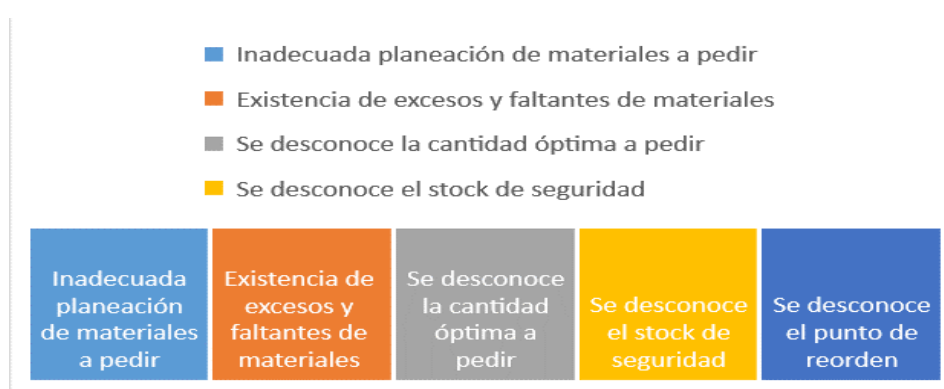 Inadecuada planeación de materiales a pedir
Existencia de excesos y faltantes de materiales
Se desconoce la cantidad óptima a pedir
Se desconoce el stock de seguridad
Inadecuada
planeación
de materiales
a pedir
Existencia de
excesos y
faltantes de
materiales
Se desconoce
la cantidad
óptima a
pedir
Se desconoce
el stock de
seguridad
Se desconoce
el punto de
reorden